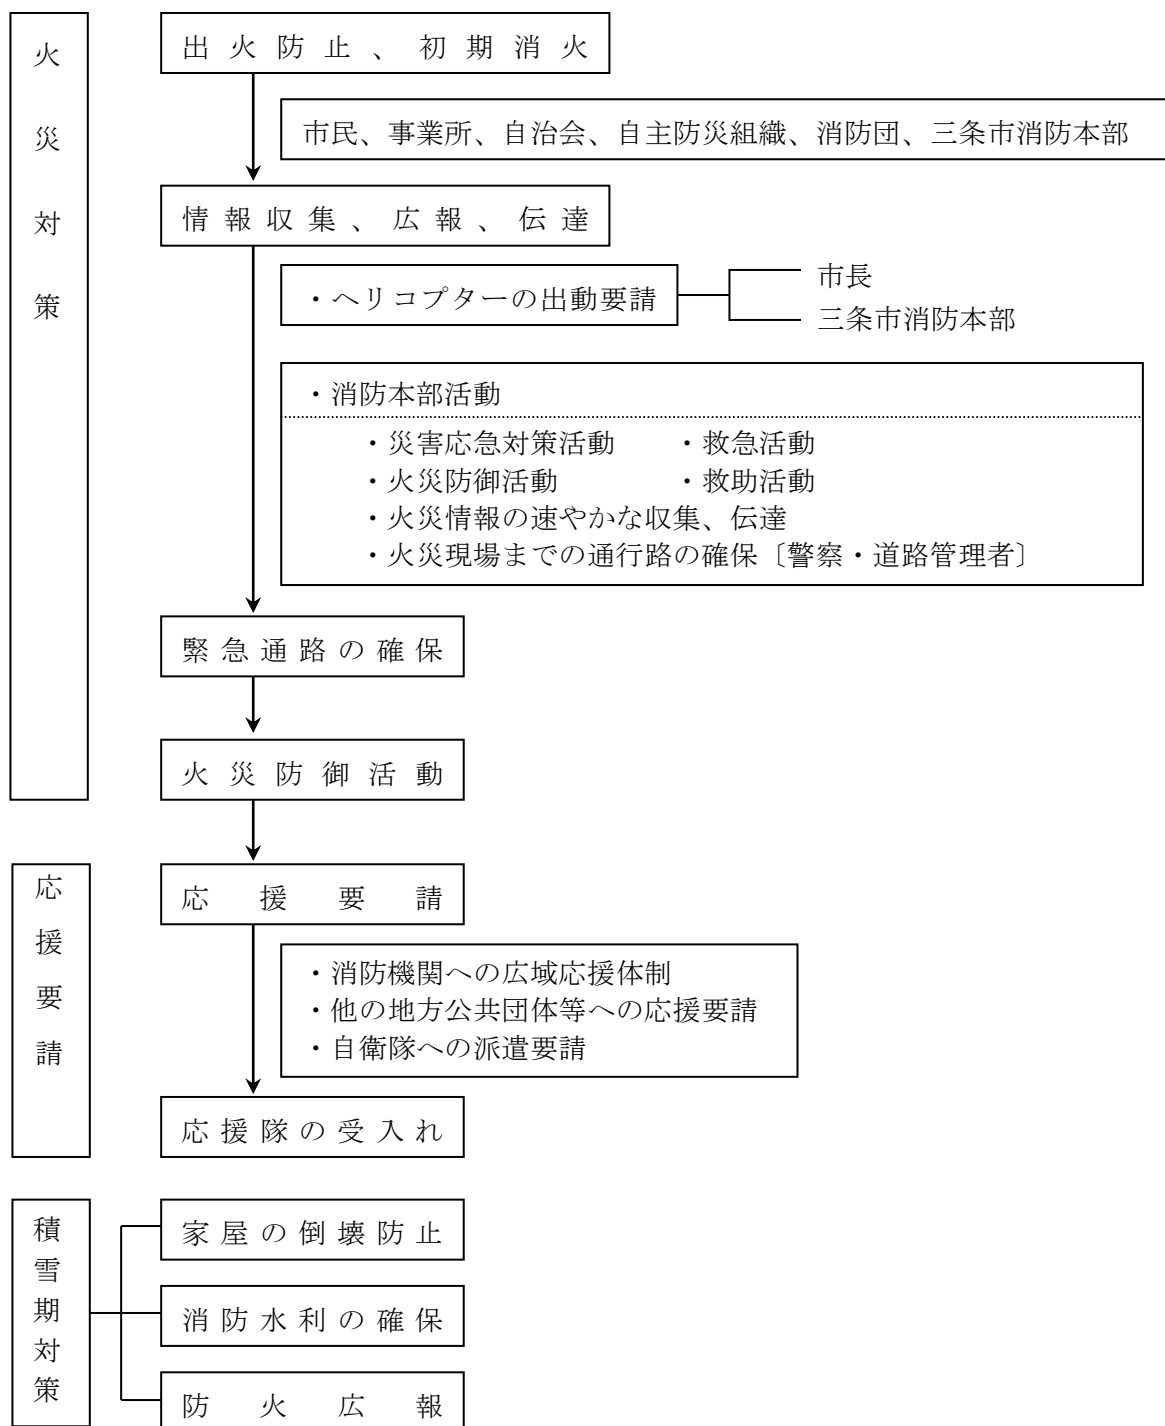 火災対策
出火防止、初期消火
市民、事業所、自治会、自主防災組織、消防団、三条市消防本部
情報収集、広報、伝達
・ヘリコプターの出動要請
市長
三条市消防本部
・消防本部活動
・災害応急対策活動 ・救急活動
・火災防御活動 ・救助活動
・火災情報の速やかな収集、伝達
・火災現場までの通行路の確保〔警察・道路管理者〕
緊急通路の確保
火災防御活動
応援要請
応援要請
・消防機関への広域応援体制
・他の地方公共団体等への応援要請
・自衛隊への派遣要請
応援隊の受入れ
積雪期対策
家屋の倒壊防止
消防水利の確保
防火広報